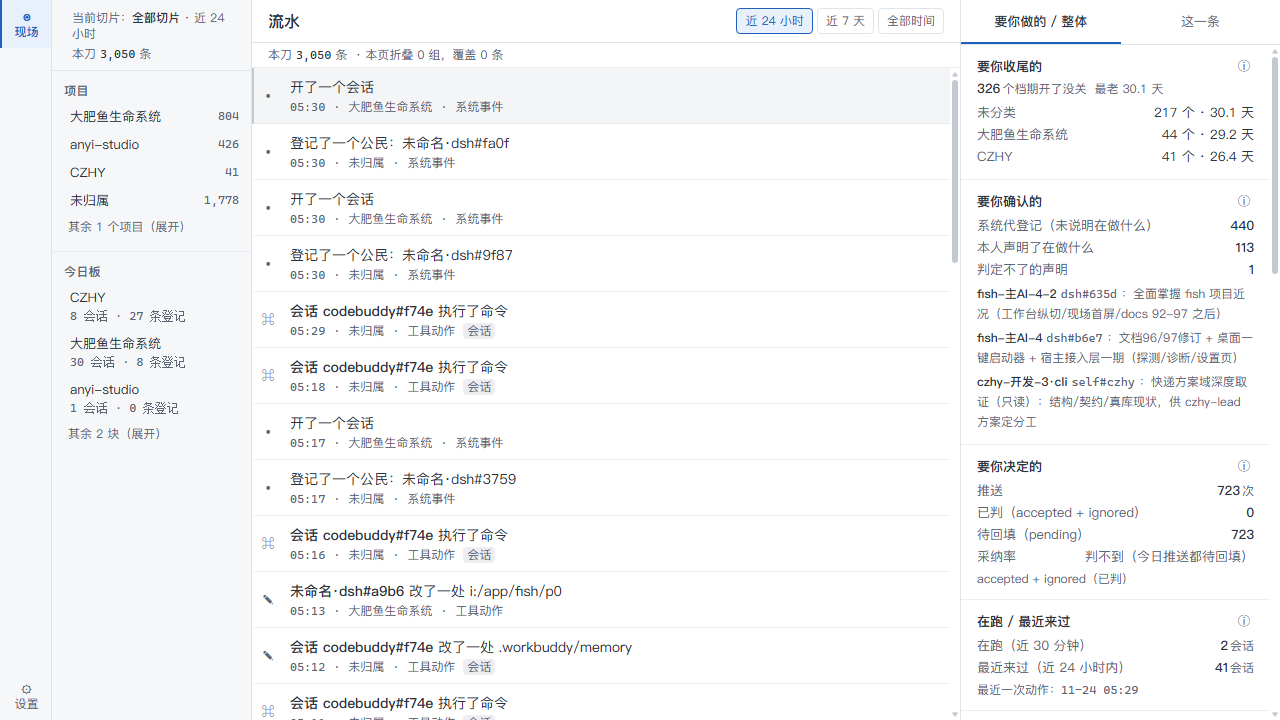 现场
设置
当前切片：全部切片 · 近 24
小时
本刀 3,050 条
项目
大肥鱼生命系统 804
anyi-studio 426
CZHY 41
未归属 1,778
其余 1 个项目（展开）
今日板
CZHY
8 会话 · 27 条登记
大肥鱼生命系统
30 会话 · 8 条登记
anyi-studio
1 会话 · 0 条登记
其余 2 块（展开）
流水
近 24 小时 近 7 天 全部时间
本刀 3,050 条 · 本页折叠 0 组，覆盖 0 条
开了一个会话
05:30 · 大肥鱼生命系统 · 系统事件
登记了一个公民：未命名·dsh#fa0f
05:30 · 未归属 · 系统事件
开了一个会话
05:30 · 大肥鱼生命系统 · 系统事件
登记了一个公民：未命名·dsh#9f87
05:30 · 未归属 · 系统事件
会话 codebuddy#f74e 执行了命令
05:29 · 未归属 · 工具动作 会话
会话 codebuddy#f74e 执行了命令
05:18 · 未归属 · 工具动作 会话
开了一个会话
05:17 · 大肥鱼生命系统 · 系统事件
登记了一个公民：未命名·dsh#3759
05:17 · 未归属 · 系统事件
会话 codebuddy#f74e 执行了命令
05:16 · 未归属 · 工具动作 会话
未命名·dsh#a9b6 改了一处 i:/app/fish/p0
05:13 · 大肥鱼生命系统 · 工具动作
会话 codebuddy#f74e 改了一处 .workbuddy/memory
05:12 · 未归属 · 工具动作 会话
会话 codebuddy#f74e 执行了命令
要你做的 / 整体 这一条
要你收尾的
326 个档期开了没关 最老 30.1 天
未分类 217 个 · 30.1 天
大肥鱼生命系统 44 个 · 29.2 天
CZHY 41 个 · 26.4 天
要你确认的
系统代登记（未说明在做什么） 440
本人声明了在做什么 113
判定不了的声明 1
fish-主AI-4-2 dsh#635d：全面掌握 fish 项目近
况（工作台纵切/现场首屏/docs 92-97 之后）
fish-主AI-4 dsh#b6e7：文档96/97修订 + 桌面一
键启动器 + 宿主接入层一期（探测/诊断/设置页）
czhy-开发-3·cli self#czhy：快递方案域深度取
证（只读）：结构/契约/真库现状，供 czhy-lead
方案定分工
要你决定的
推送 723 次
已判（accepted + ignored） 0
待回填（pending） 723
采纳率 判不到（今日推送都待回填）
accepted + ignored（已判）
在跑 / 最近来过
在跑（近 30 分钟） 2 会话
最近来过（近 24 小时内） 41 会话
最近一次动作：11-24 05:29